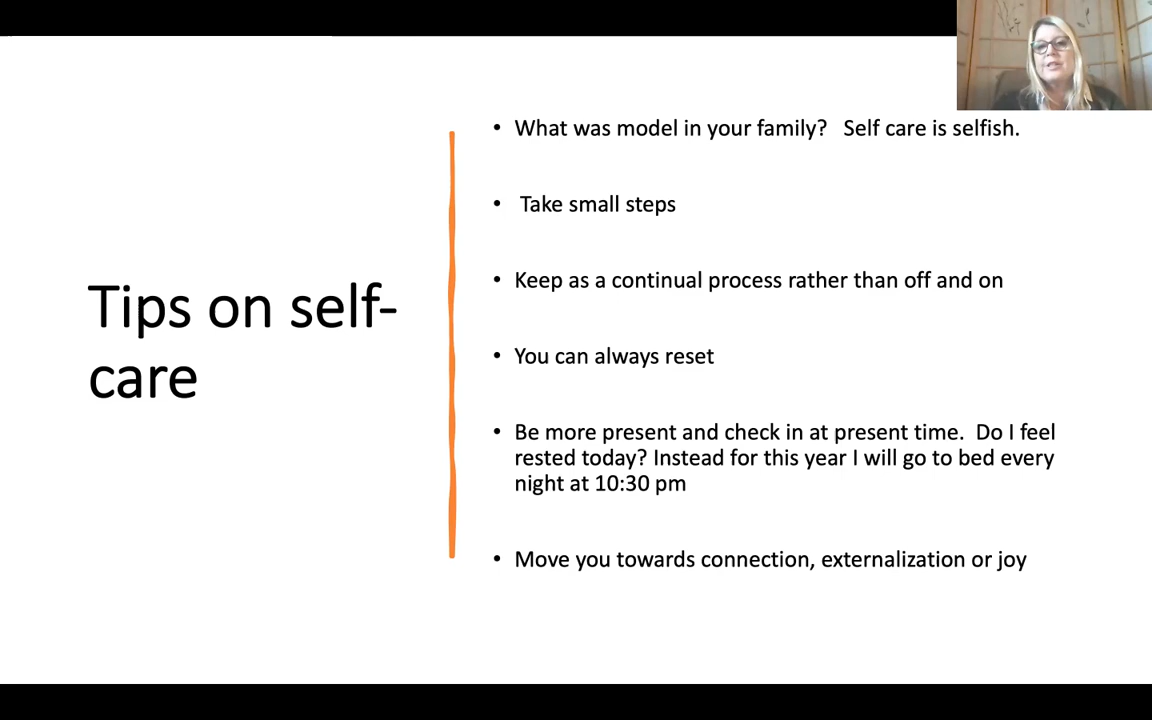 Tips on self-
care
• What was model in your family?   Self care is selfish.
•  Take small steps
• Keep as a continual process rather than off and on
• You can always reset
• Be more present and check in at present time.  Do I feel
rested today? Instead for this year I will go to bed every
night at 10:30 pm
• Move you towards connection, externalization or joy